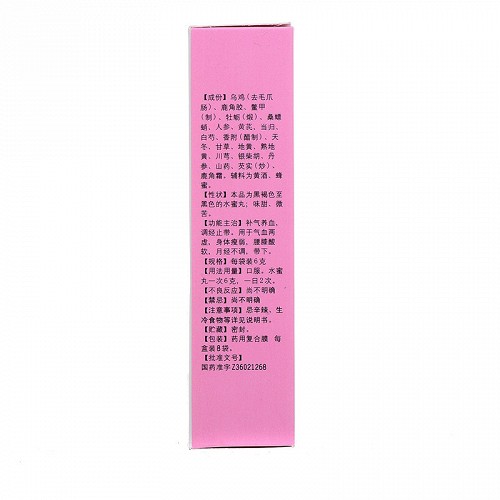 【成份】乌鸡(去毛爪
肠)、鹿角胶、鳖甲
(制)、牡蛎(煅)、桑螵
蛸、人参、黄芪、当归、
白芍、香附(醋制)、天
冬、甘草、地黄、熟地
黄、川芎、银柴胡、丹
参、山药、芡实(炒)、
鹿角霜。辅料为黄酒、蜂
蜜。
【性状】本品为黑褐色至
黑色的水蜜丸；味甜、微
苦。
【功能主治】补气养血，
调经止带。用于气血两
虚，身体瘦弱，腰膝酸
软，月经不调，带下。
【规格】每袋装6克
【用法用量】口服。水蜜
丸一次6克，一日2次。
【不良反应】尚不明确
【禁忌】尚不明确
【注意事项】忌辛辣，生
冷食物等详见说明书。
【贮藏】密封。
【包装】药用复合膜 每
盒装8袋。
【批准文号】
国药准字Z36021268